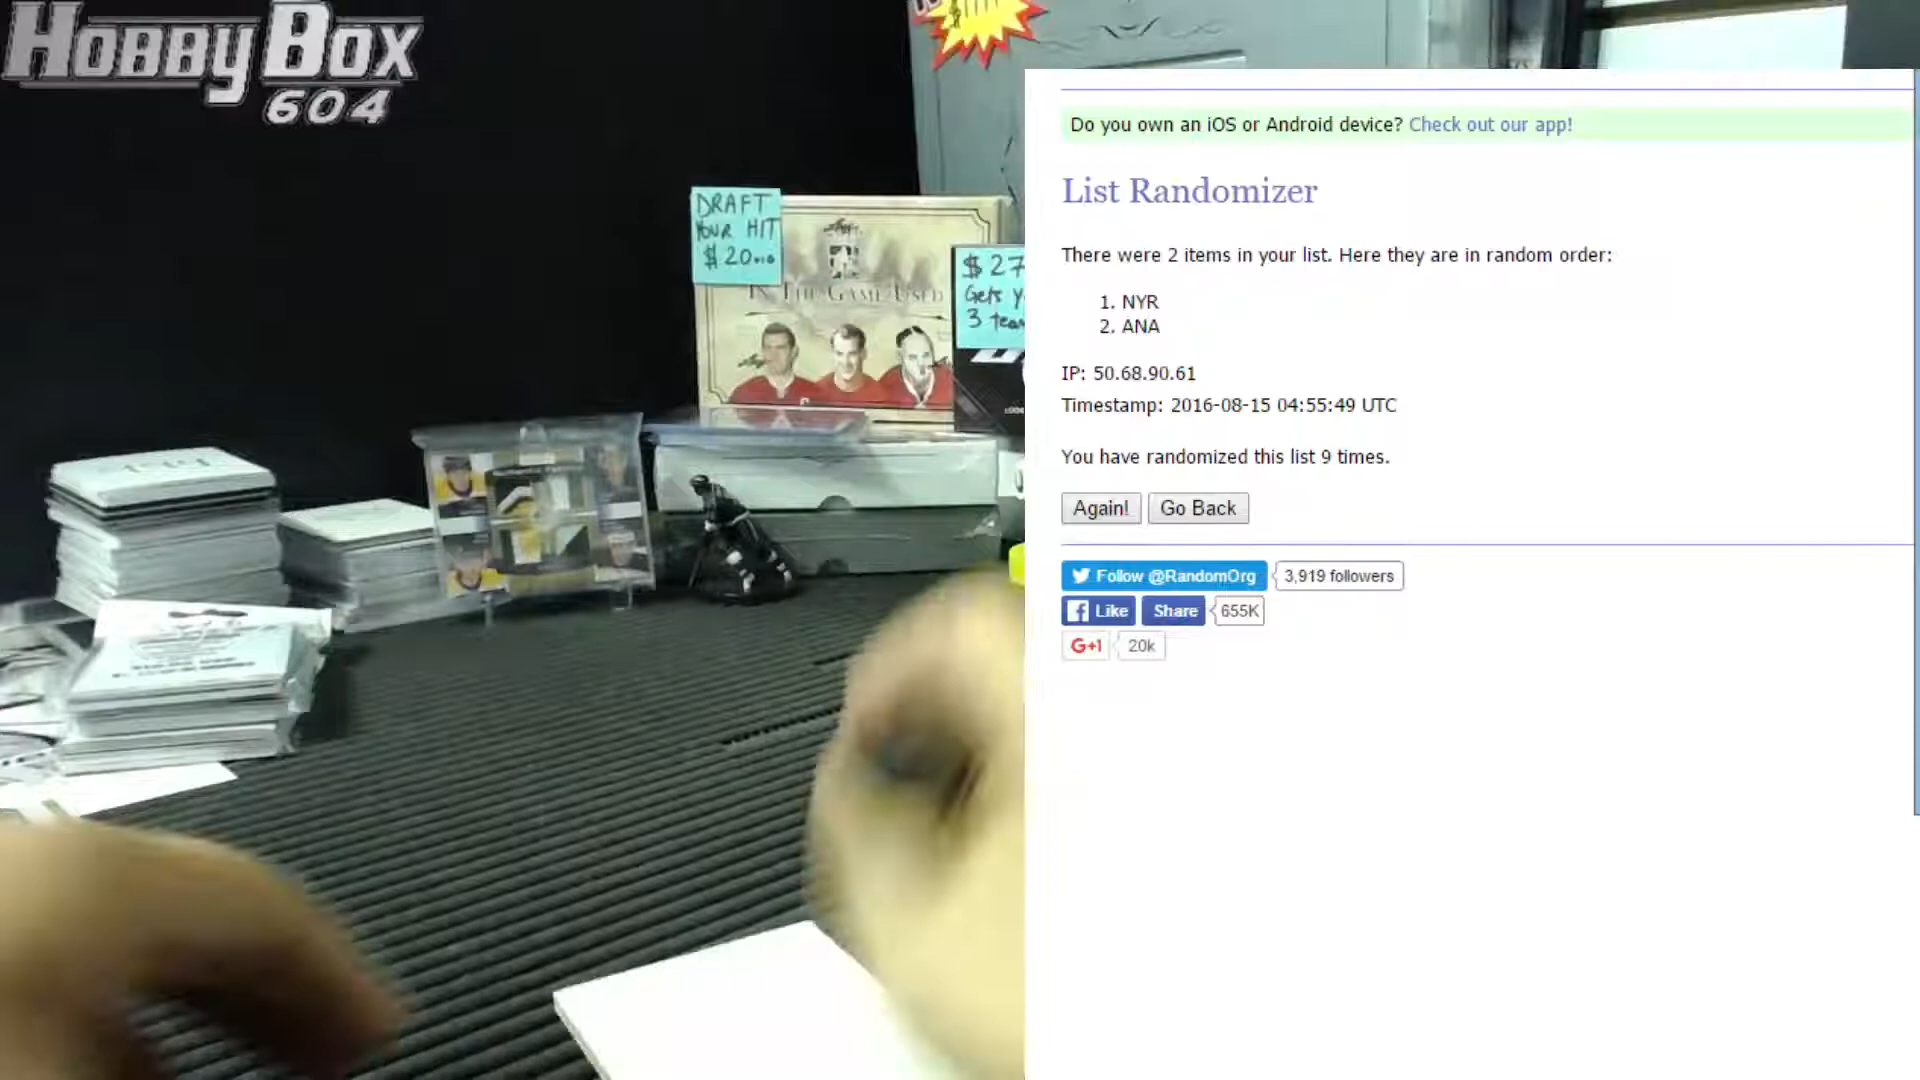 HOBBYBOX
604
DRAFT
YOUR HIT
$20.00
IN THE GAME USED
$27
Gets Y
3 tea
Do you own an iOS or Android device? Check out our app!
List Randomizer
There were 2 items in your list. Here they are in random order:
1. NYR
2. ANA
IP: 50.68.90.61
Timestamp: 2016-08-15 04:55:49 UTC
You have randomized this list 9 times.
Again! Go Back
Follow @RandomOrg 3,919 followers
Like Share 655K
G+1 20k